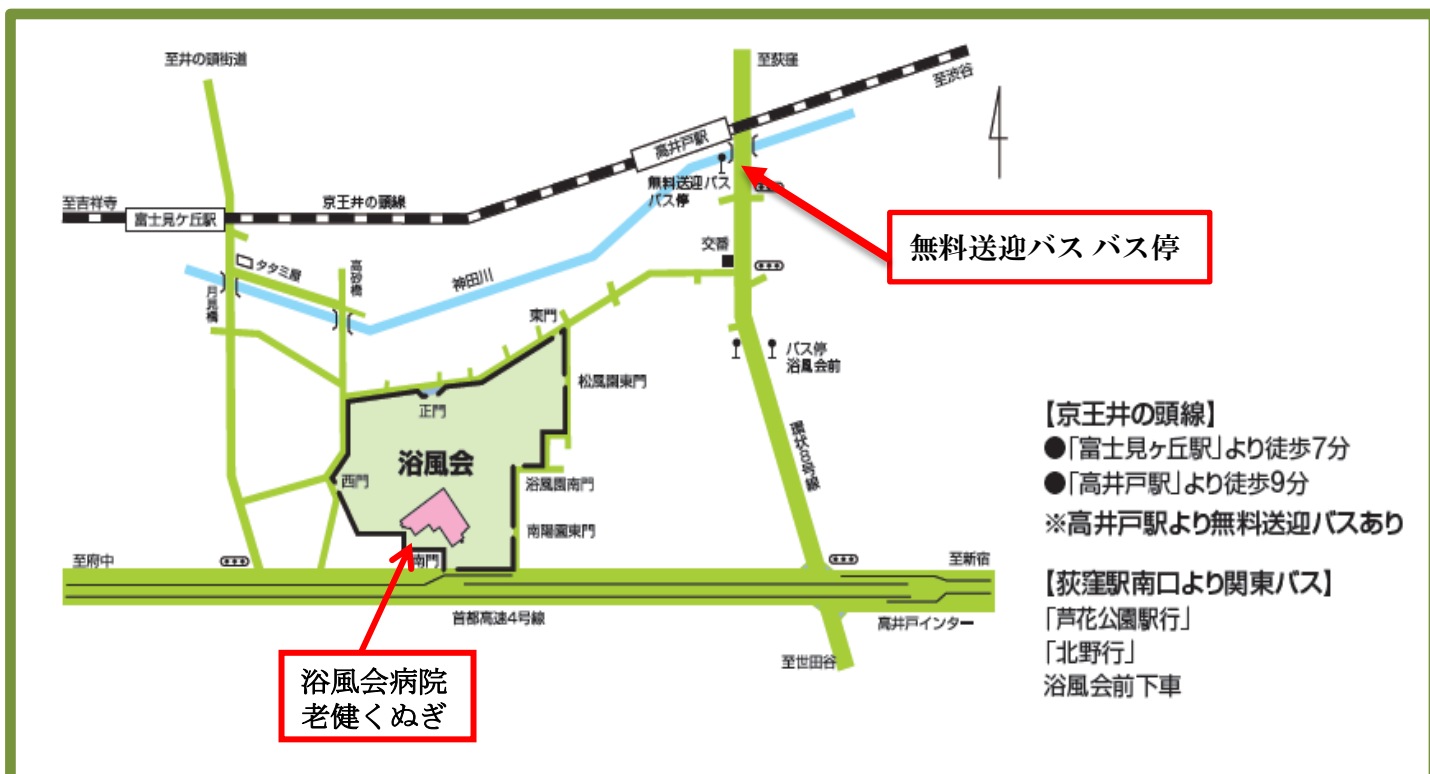 至井の頭街道
至荻窪
至渋谷
高井戸駅
無料送迎バス
バス停
至吉祥寺
富士見ケ丘駅
京王井の頭線
無料送迎バス バス停
交番
タタミ屋
高砂橋
月見橋
神田川
東門
バス停
浴風会前
松風園東門
正門
浴風会
環状8号線
西門
浴風園南門
南陽園東門
南門
至府中
至新宿
首都高速4号線
高井戸インター
至世田谷
浴風会病院
老健くぬぎ
【京王井の頭線】
●「富士見ヶ丘駅」より徒歩7分
●「高井戸駅」より徒歩9分
※高井戸駅より無料送迎バスあり
【荻窪駅南口より関東バス】
「芦花公園駅行」
「北野行」
浴風会前下車